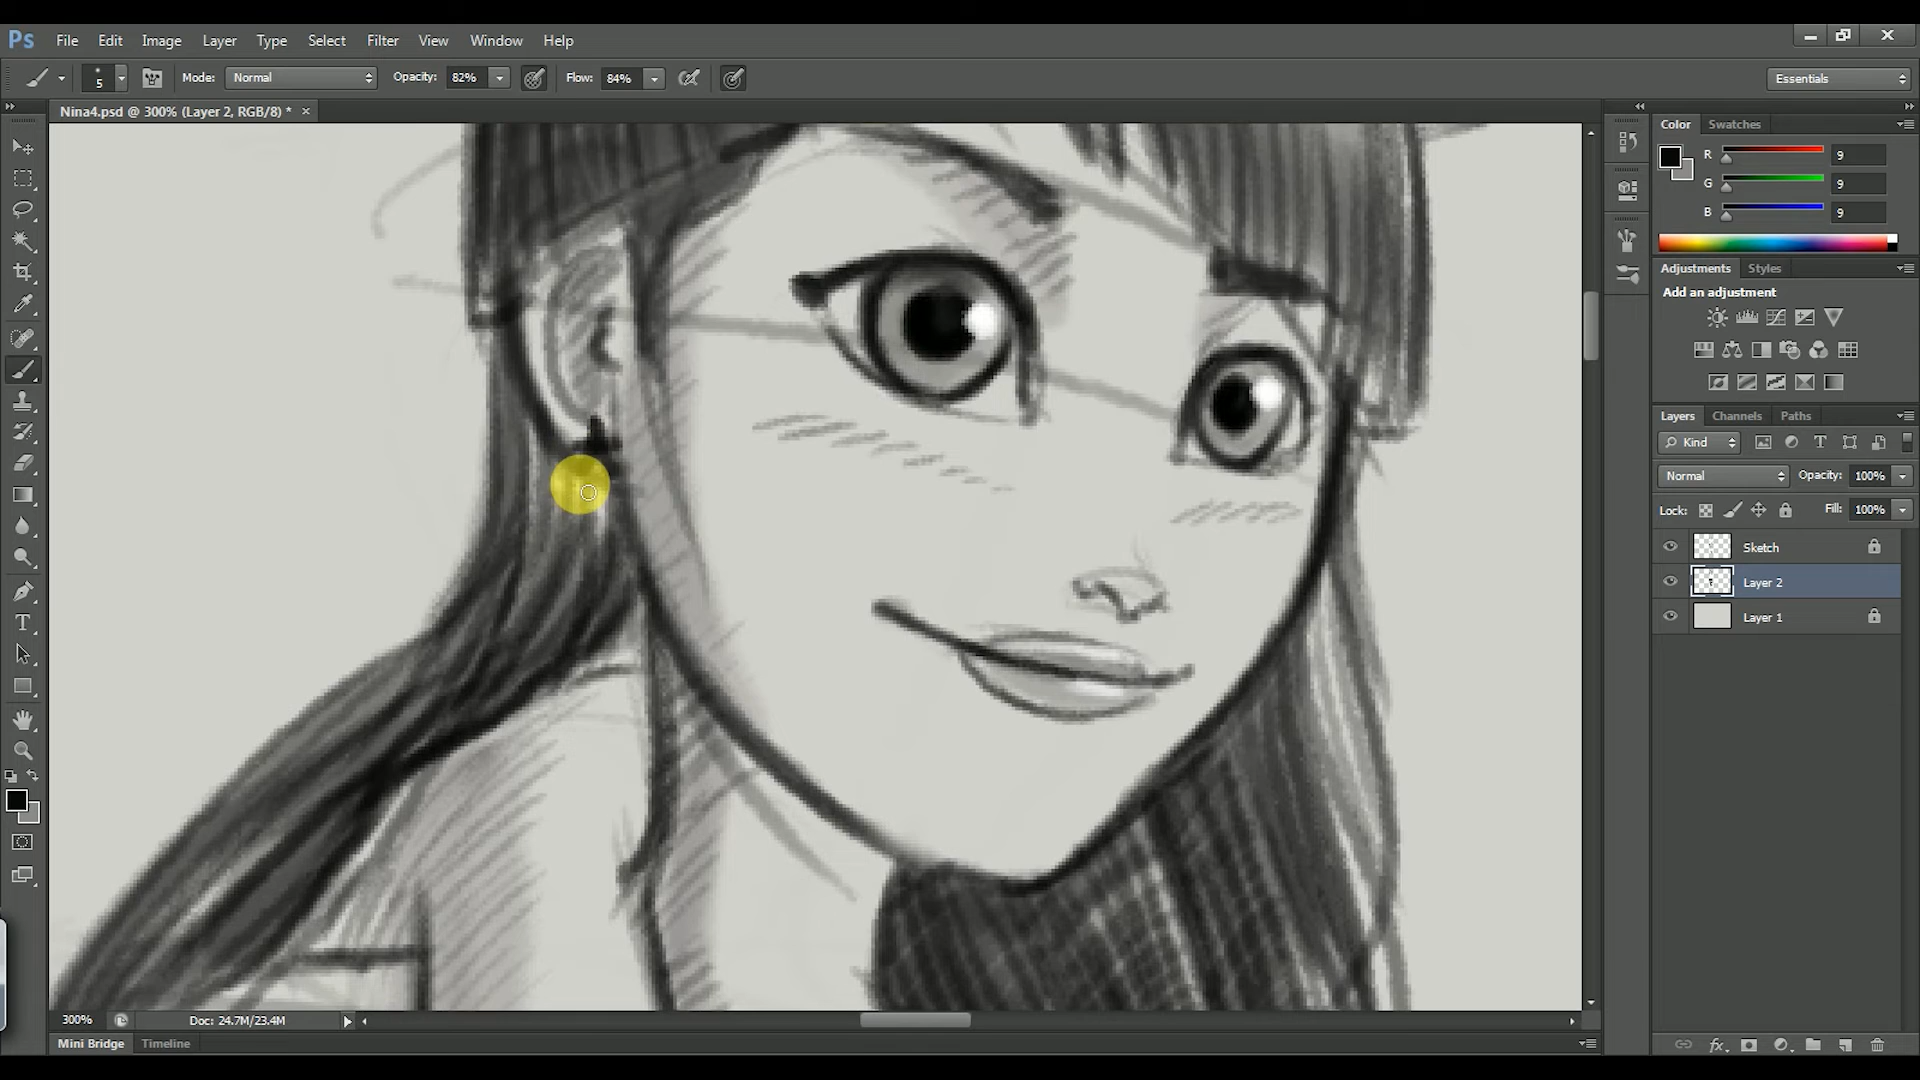 Ps File Edit Image Layer Type Select Filter View Window Help
5 Mode: Normal Opacity: 82% Flow: 84% Essentials
Nina4.psd @ 300% (Layer 2, RGB/8) * ×
Color Swatches
R 9
G 9
B 9
Adjustments Styles
Add an adjustment
Layers Channels Paths
Kind
Normal Opacity: 100%
Lock: Fill: 100%
Sketch
Layer 2
Layer 1
300% Doc: 24.7M/23.4M
Mini Bridge Timeline